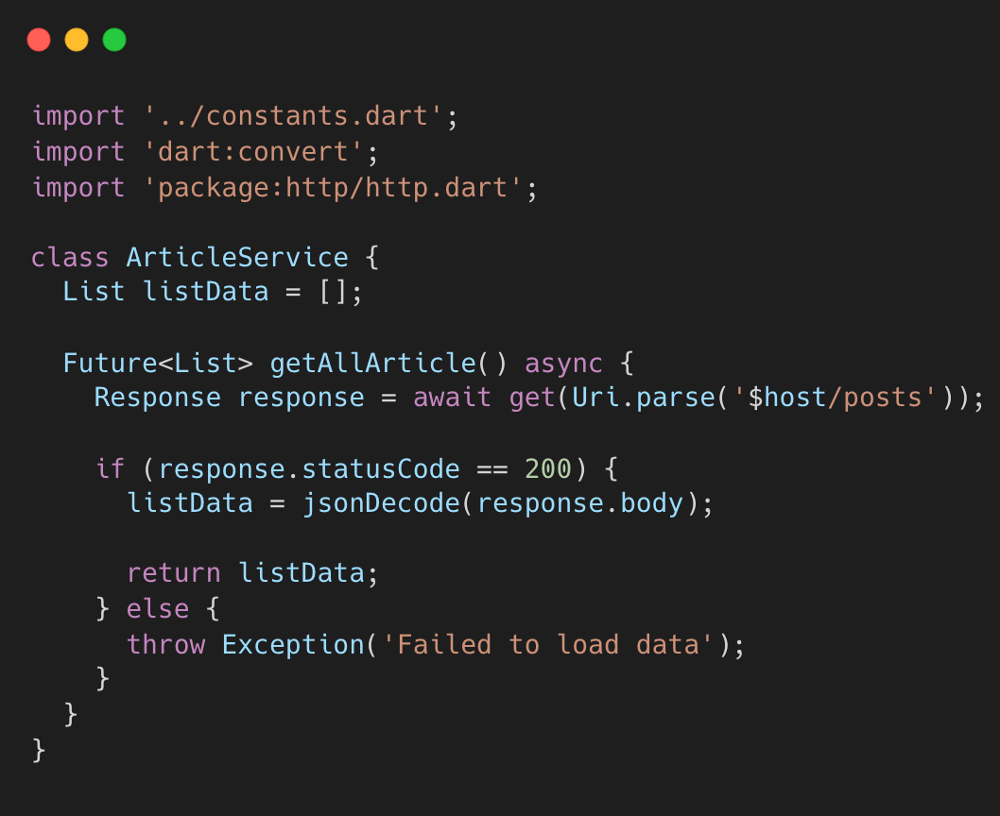 import '../constants.dart';
import 'dart:convert';
import 'package:http/http.dart';

class ArticleService {
  List listData = [];

  Future<List> getAllArticle() async {
    Response response = await get(Uri.parse('$host/posts'));

    if (response.statusCode == 200) {
      listData = jsonDecode(response.body);

      return listData;
    } else {
      throw Exception('Failed to load data');
    }
  }
}